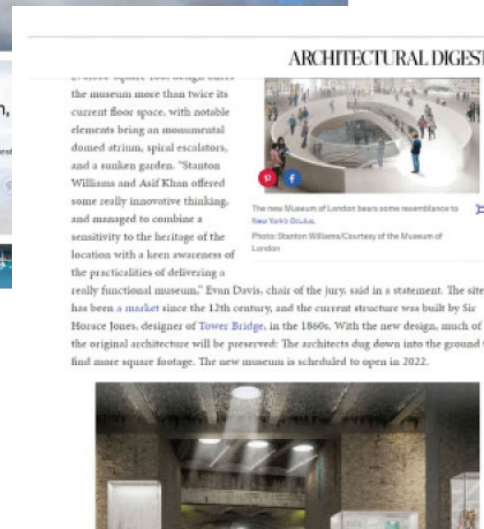 ARCHITECTURAL DIGEST
the museum more than twice its
current floor space, with notable
elements being an monumental
domed atrium, spiral escalators,
and a sunken garden. "Stanton
Williams and Asif Khan offered
some really innovative thinking,
and managed to combine a
sensitivity to the heritage of the
location with a keen awareness of
the practicalities of delivering a
The new Museum of London bears some resemblance to
New York's Oculus.
Photo: Stanton Williams/Courtesy of the Museum of
London
really functional museum," Evan Davis, chair of the jury, said in a statement. The site
has been a market since the 12th century, and the current structure was built by Sir
Horace Jones, designer of Tower Bridge, in the 1860s. With the new design, much of
the original architecture will be preserved: The architects dug down into the ground
find more square footage. The new museum is scheduled to open in 2022.